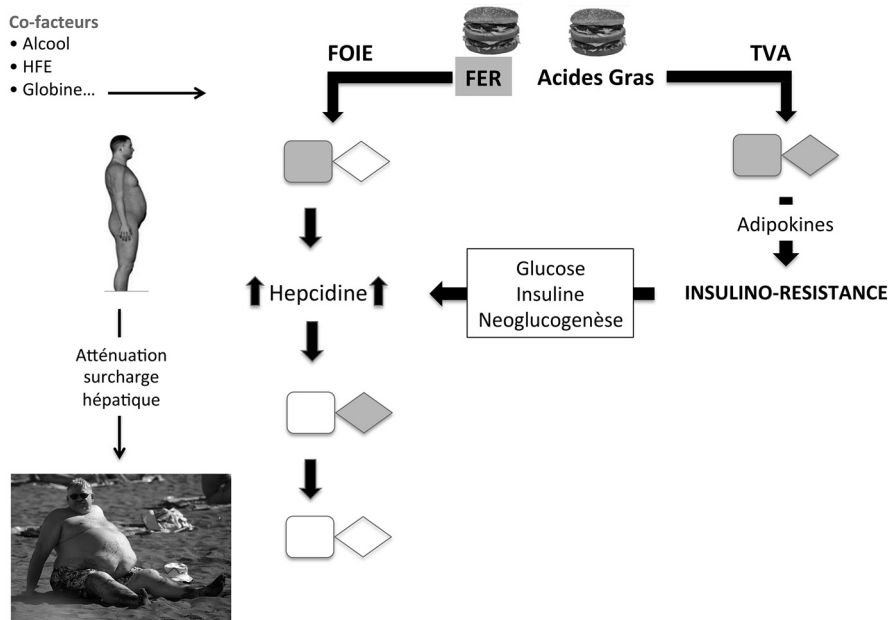 Co-facteurs
• Alcool
• HFE
• Globine...
FOIE
FER
Acides Gras
TVA
Adipokines
INSULINO-RESISTANCE
Glucose
Insuline
Neoglucogenèse
Hepcidine
Atténuation
surcharge
hépatique